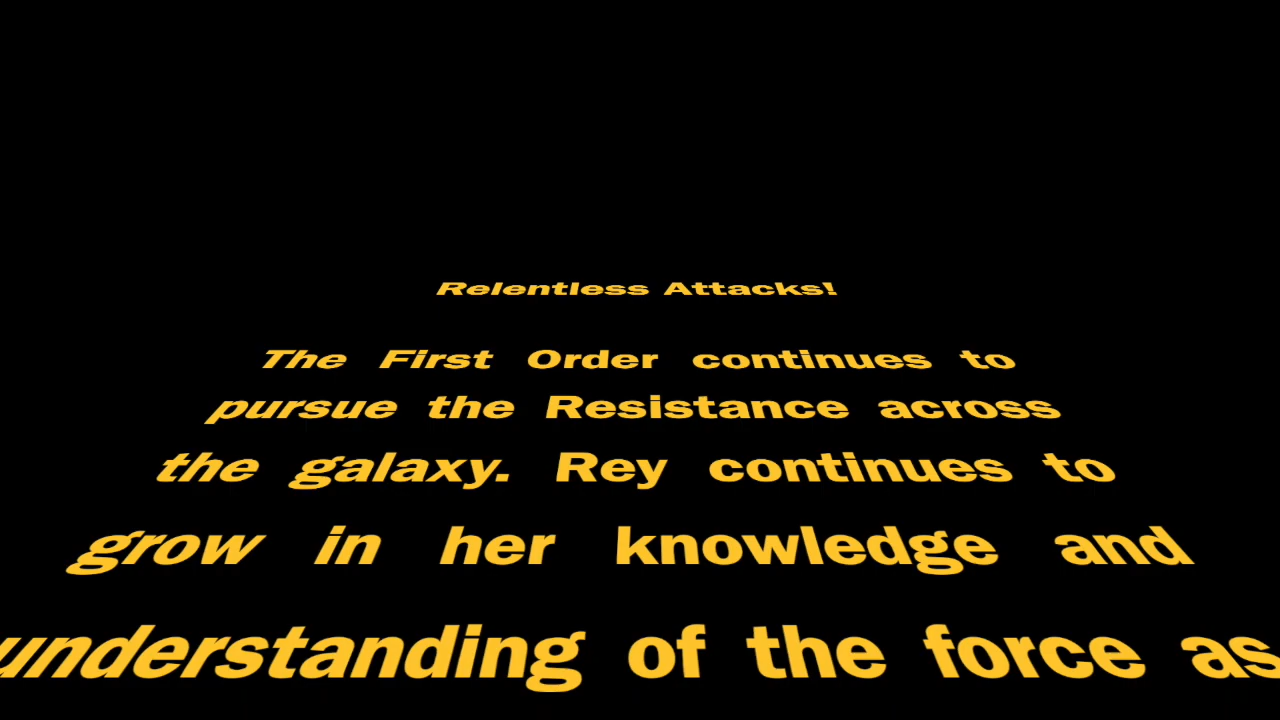 Relentless Attacks!
The First Order continues to
pursue the Resistance across
the galaxy. Rey continues to
grow in her knowledge and
understanding of the force as